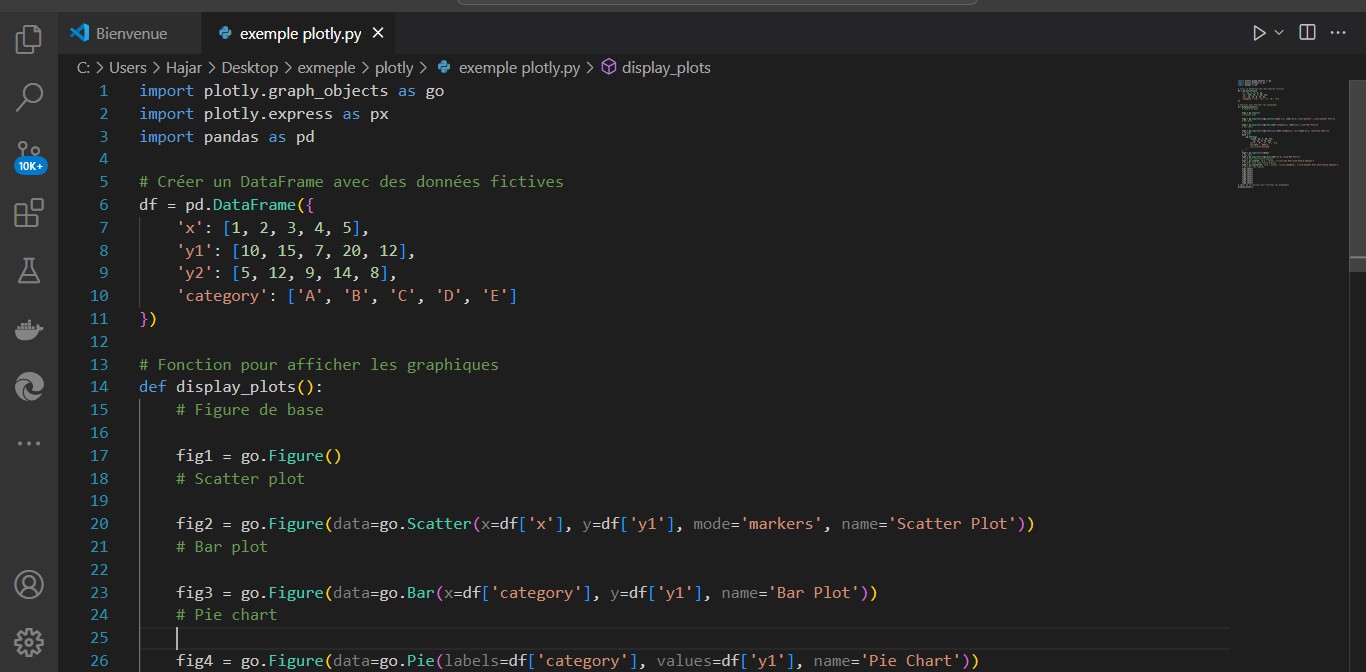 Bienvenue
exemple plotly.py
C: > Users > Hajar > Desktop > exmeple > plotly > exemple plotly.py > display_plots
10K+
1 import plotly.graph_objects as go
2 import plotly.express as px
3 import pandas as pd
4
5 # Créer un DataFrame avec des données fictives
6 df = pd.DataFrame({
7     'x': [1, 2, 3, 4, 5],
8     'y1': [10, 15, 7, 20, 12],
9     'y2': [5, 12, 9, 14, 8],
10     'category': ['A', 'B', 'C', 'D', 'E']
11 })
12
13 # Fonction pour afficher les graphiques
14 def display_plots():
15     # Figure de base
16
17     fig1 = go.Figure()
18     # Scatter plot
19
20     fig2 = go.Figure(data=go.Scatter(x=df['x'], y=df['y1'], mode='markers', name='Scatter Plot'))
21     # Bar plot
22
23     fig3 = go.Figure(data=go.Bar(x=df['category'], y=df['y1'], name='Bar Plot'))
24     # Pie chart
25
26     fig4 = go.Figure(data=go.Pie(labels=df['category'], values=df['y1'], name='Pie Chart'))